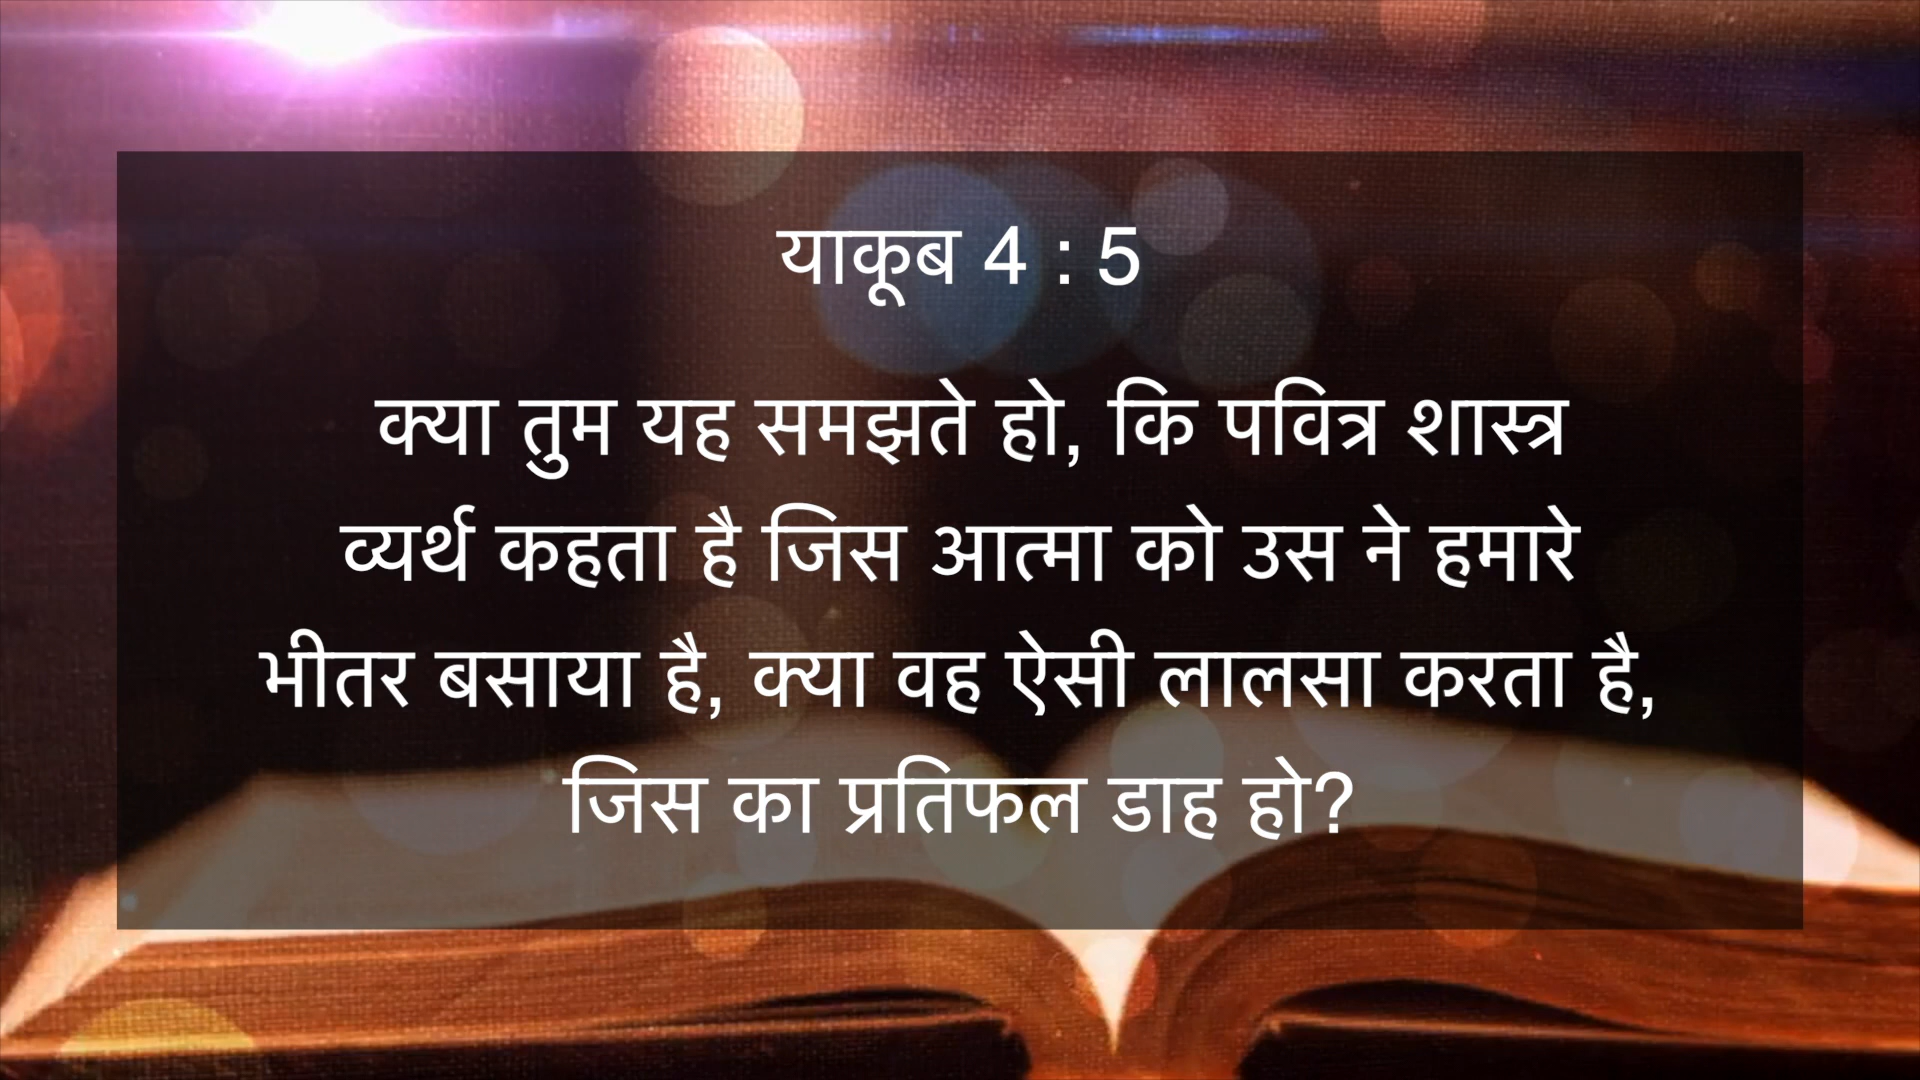 याकूब 4 : 5
क्या तुम यह समझते हो, कि पवित्र शास्त्र
व्यर्थ कहता है जिस आत्मा को उस ने हमारे
भीतर बसाया है, क्या वह ऐसी लालसा करता है,
जिस का प्रतिफल डाह हो?